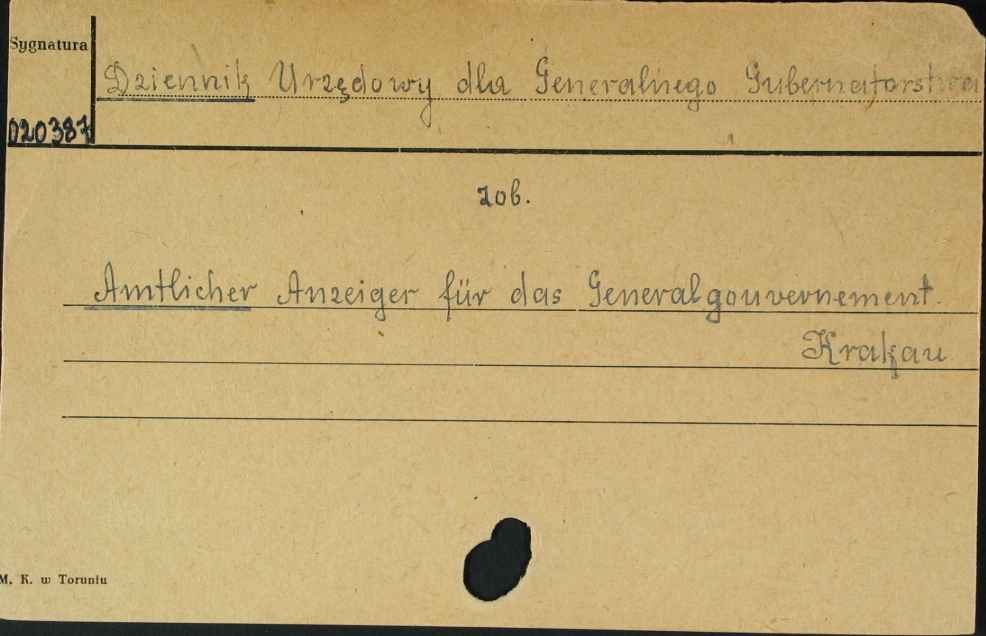 Sygnatura
Dziennik Urzędowy dla Generalnego Gubernatorstwa
020387
zob.
Amtlicher Anzeiger für das Generalgouvernement.
Krakau
M. K. w Toruniu